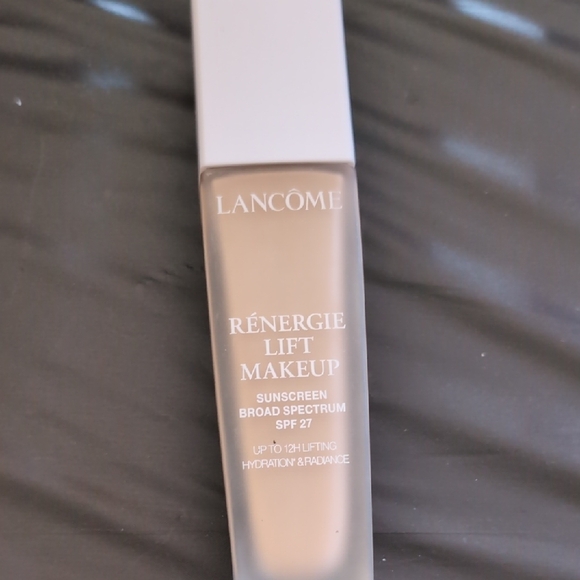 LANCÔME
RÉNERGIE
LIFT
MAKEUP
SUNSCREEN
BROAD SPECTRUM
SPF 27
UP TO 12H LIFTING
HYDRATION* & RADIANCE